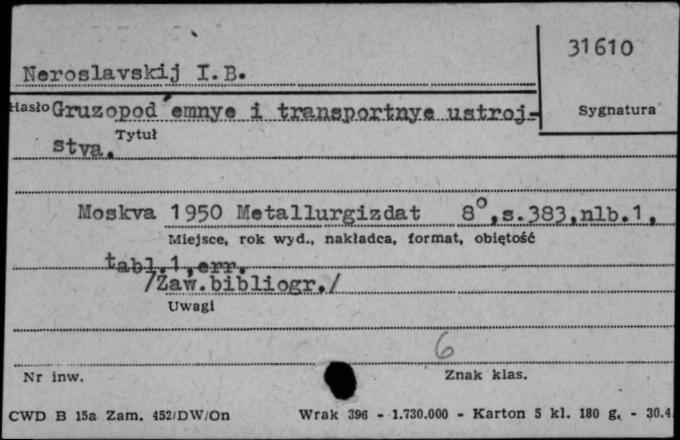 31610
Neroslavskij I.B.
Hasło Gruzopod'emnye i transportnye ustroj-
Sygnatura
Tytuł
stva.
Moskva 1950 Metallurgizdat 8°,s.383,nlb.1,
Miejsce, rok wyd., nakładca, format, objętość
tabl.1,err.
/Zaw.bibliogr./
Uwagi
6
Nr inw.
Znak klas.
CWD B 15a Zam. 452/DW/On Wrak 396 - 1.730.000 - Karton 5 kl. 180 g. - 30.4